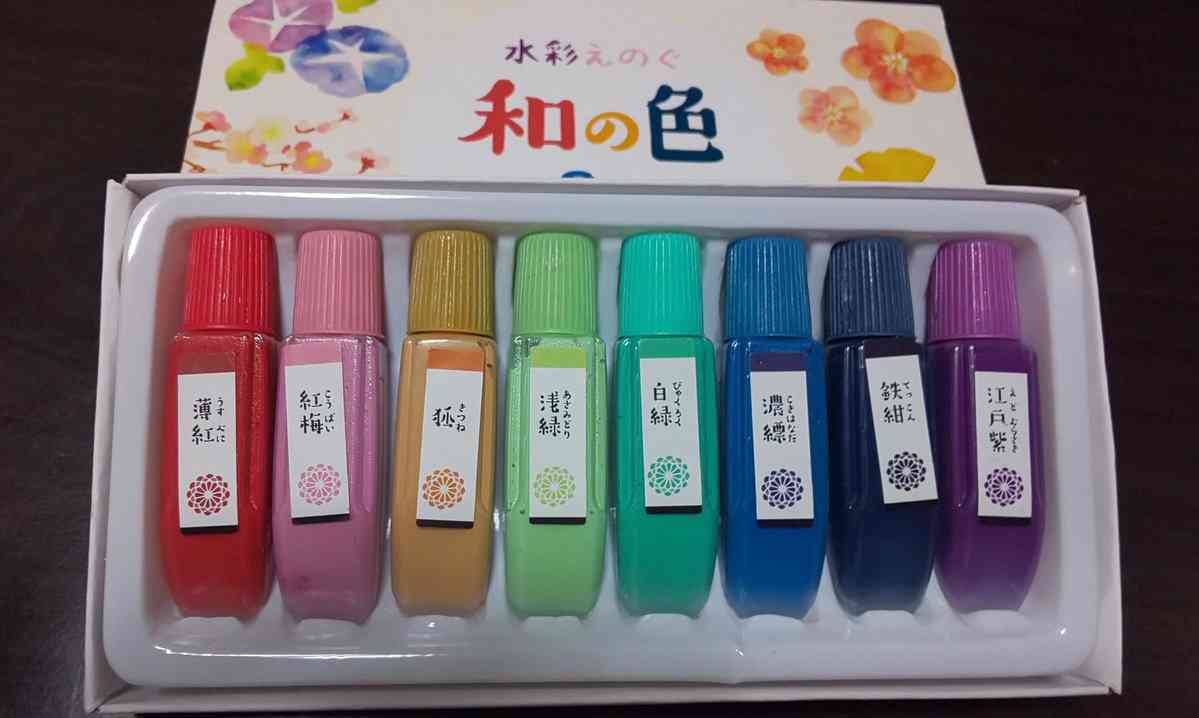 水彩えのぐ
和の色
薄紅
うすべに
紅梅
こうばい
狐
きつね
浅緑
あさみどり
白緑
びゃくろく
濃縹
こきはなだ
鉄紺
てつこん
江戸紫
えどむらさき